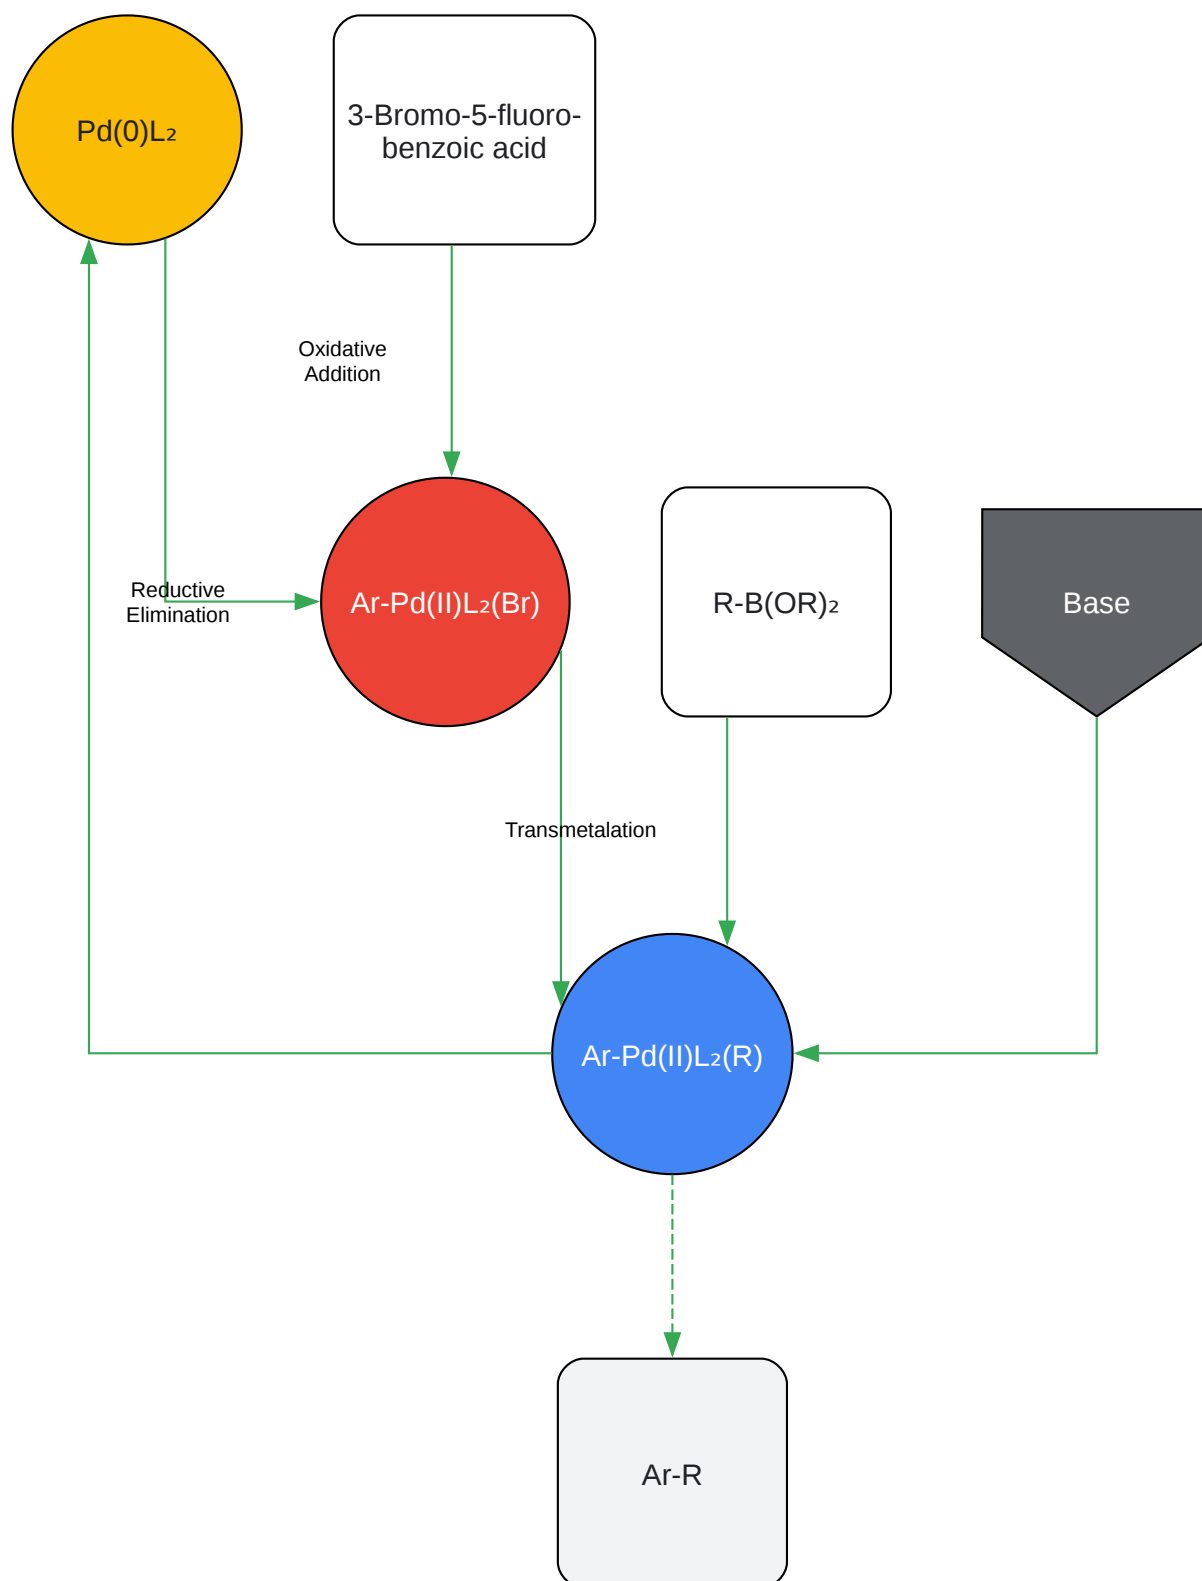 Pd(0)L₂
3-Bromo-5-fluoro-
benzoic acid
Oxidative
Addition
Reductive
Elimination
Ar-Pd(II)L₂(Br)
R-B(OR)₂
Base
Transmetalation
Ar-Pd(II)L₂(R)
Ar-R